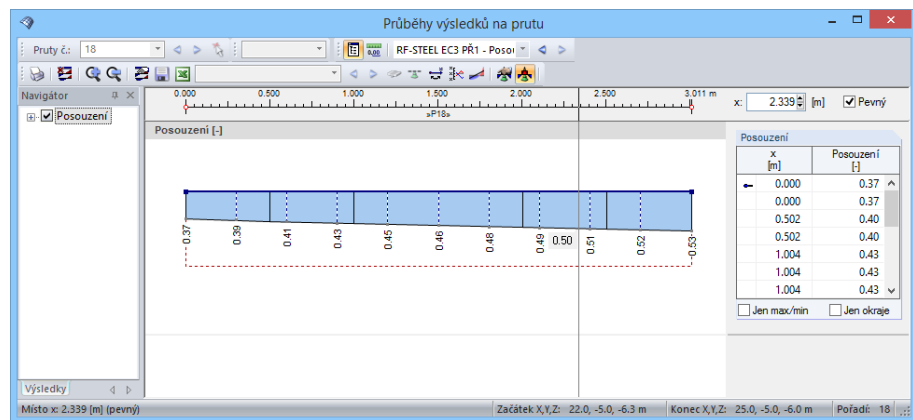 Průběhy výsledků na prutu
Pruty č.: 18 RF-STEEL EC3 PŘ1 - Posou
Navigátor
Posouzení
0.000 0.500 1.000 1.500 2.000 2.500 3.011 m
»P18»
x: 2.339 [m] Pevný
Posouzení [-]
0.37 0.39 0.41 0.43 0.45 0.46 0.48 0.49 0.50 0.51 0.52 0.53
Posouzení
x [m] Posouzení [-]
0.000 0.37
0.000 0.37
0.502 0.40
0.502 0.40
1.004 0.43
1.004 0.43
1.004 0.43
Jen max/min Jen okraje
Výsledky
Místo x: 2.339 [m] (pevný) Začátek X,Y,Z: 22.0, -5.0, -6.3 m Konec X,Y,Z: 25.0, -5.0, -6.0 m Pořadí: 18